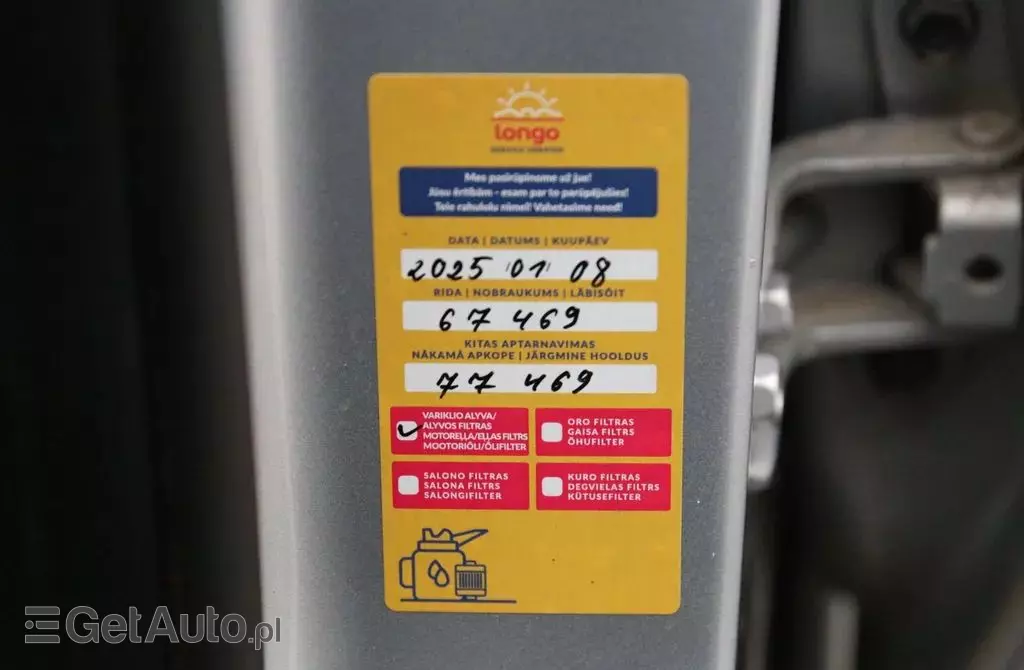 longo
Mes pasirūpinome už jus!
Jūsu ērtībām - esam par to parūpējušies!
Teie rahulolu nimel! Vahetasime need!
DATA | DATUMS | KUUPÄEV
2025 01 08
RIDA | NOBRAUKUMS | LÄBISÕIT
67 469
KITAS APTARNAVIMAS
NĀKAMĀ APKOPE | JÄRGMINE HOOLDUS
77 469
VARIKLIO ALYVA/
ALYVOS FILTRAS
MOTOREĻĻA/EĻĻAS FILTRS
MOOTORIÕLI/ÕLIFILTER
ORO FILTRAS
GAISA FILTRS
ÕHUFILTER
SALONO FILTRAS
SALONA FILTRS
SALONGIFILTER
KURO FILTRAS
DEGVIELAS FILTRS
KÜTUSEFILTER
GetAuto.pl